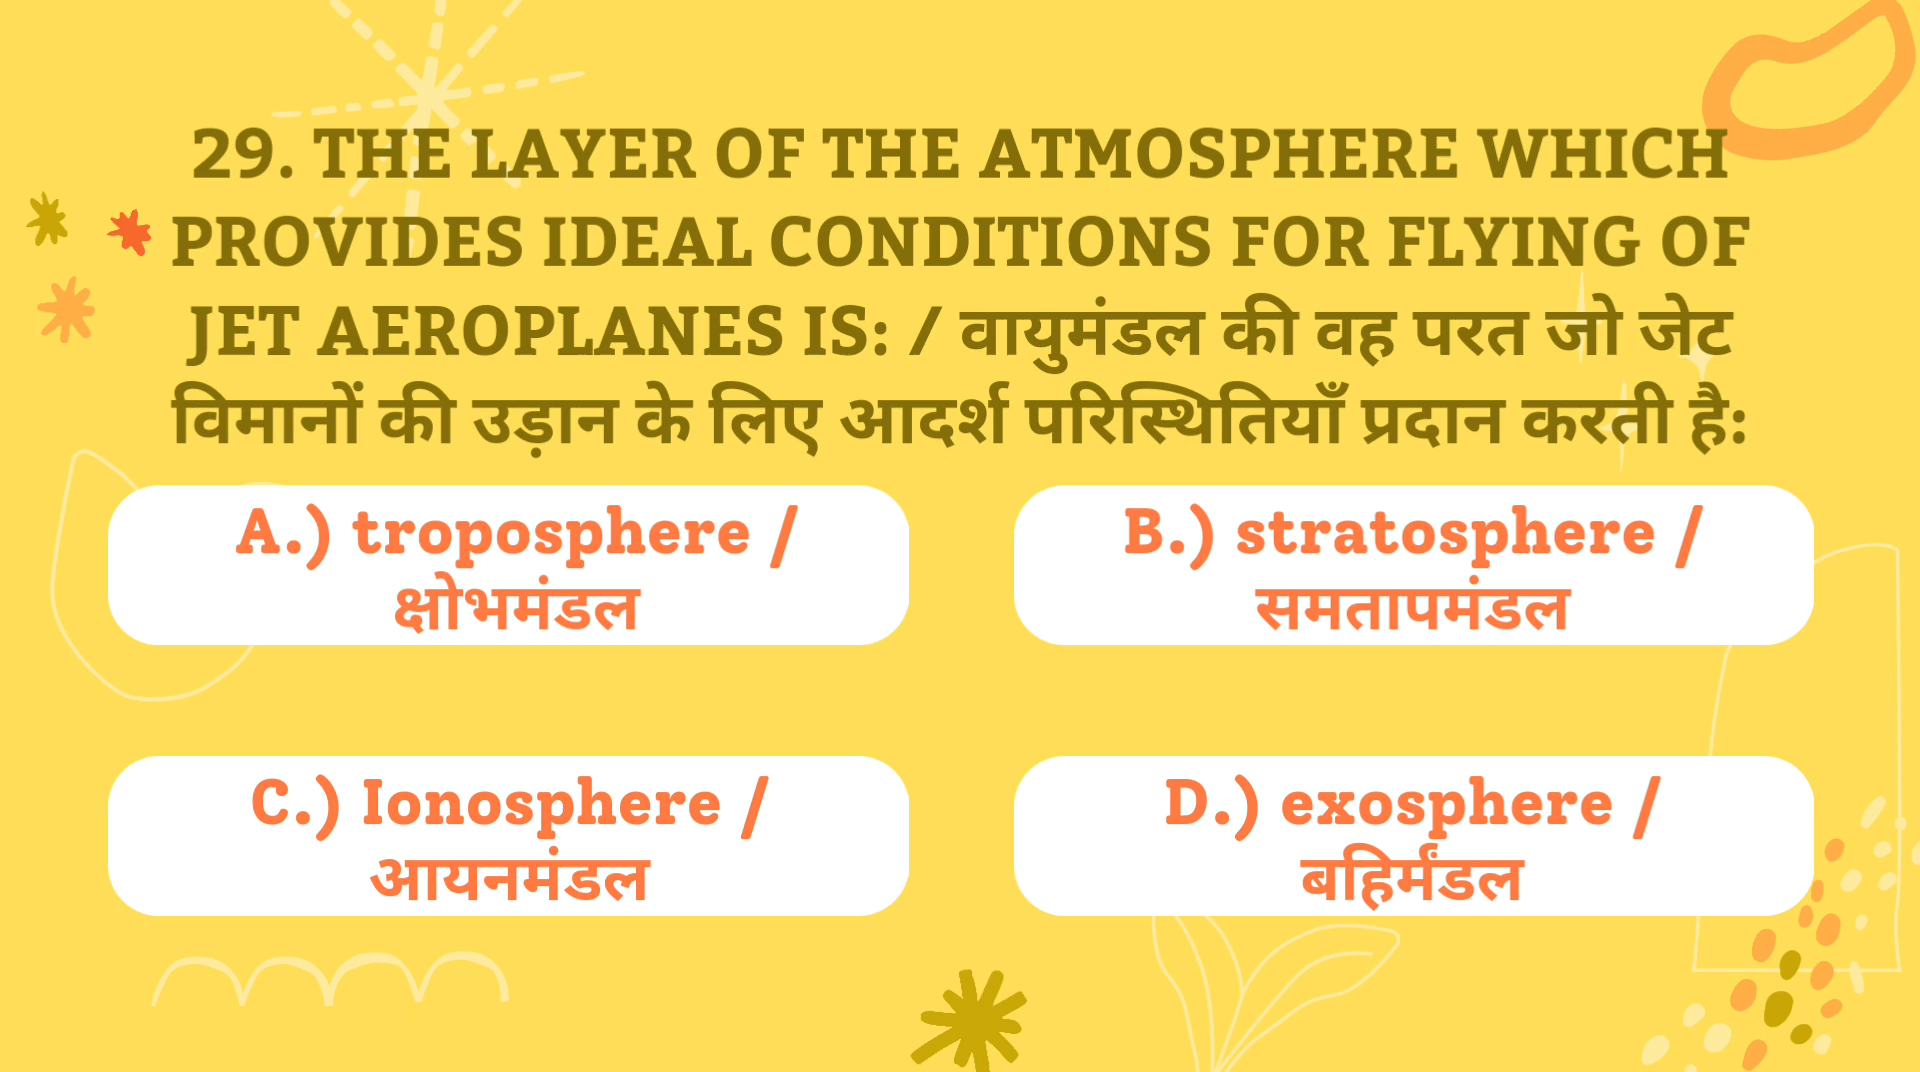 29. THE LAYER OF THE ATMOSPHERE WHICH
PROVIDES IDEAL CONDITIONS FOR FLYING OF
JET AEROPLANES IS: / वायुमंडल की वह परत जो जेट
विमानों की उड़ान के लिए आदर्श परिस्थितियाँ प्रदान करती है:
A.) troposphere /
क्षोभमंडल
B.) stratosphere /
समतापमंडल
C.) Ionosphere /
आयनमंडल
D.) exosphere /
बहिर्मंडल